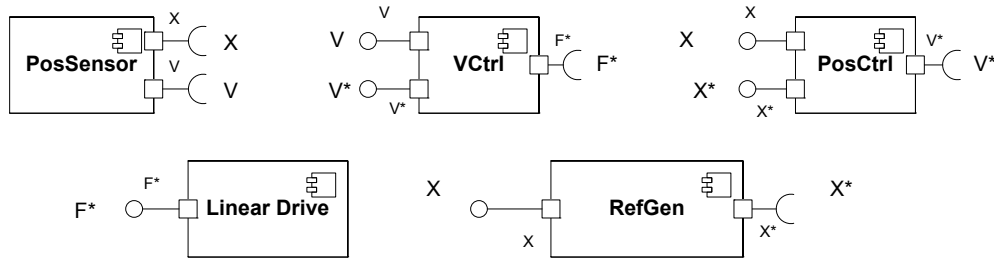 X
PosSensor
X
V
V
V
V
V*
V*
VCtrl
F*
F*
X
X
X*
X*
PosCtrl
V*
V*
F*
F*
Linear Drive
X
X
RefGen
X*
X*